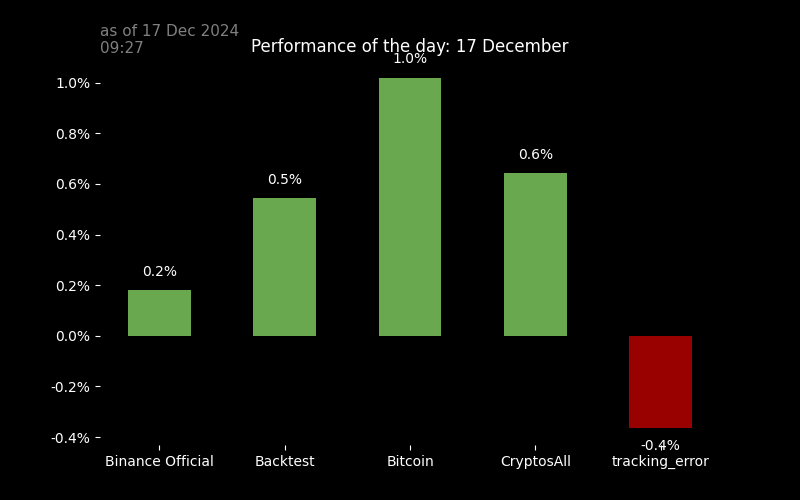 as of 17 Dec 2024
09:27
Performance of the day: 17 December
1.0%
1.0%
0.8%
0.6%
0.6%
0.5%
0.4%
0.2%
0.2%
0.0%
-0.2%
-0.4%
-0.4%
Binance Official
Backtest
Bitcoin
CryptosAll
tracking_error